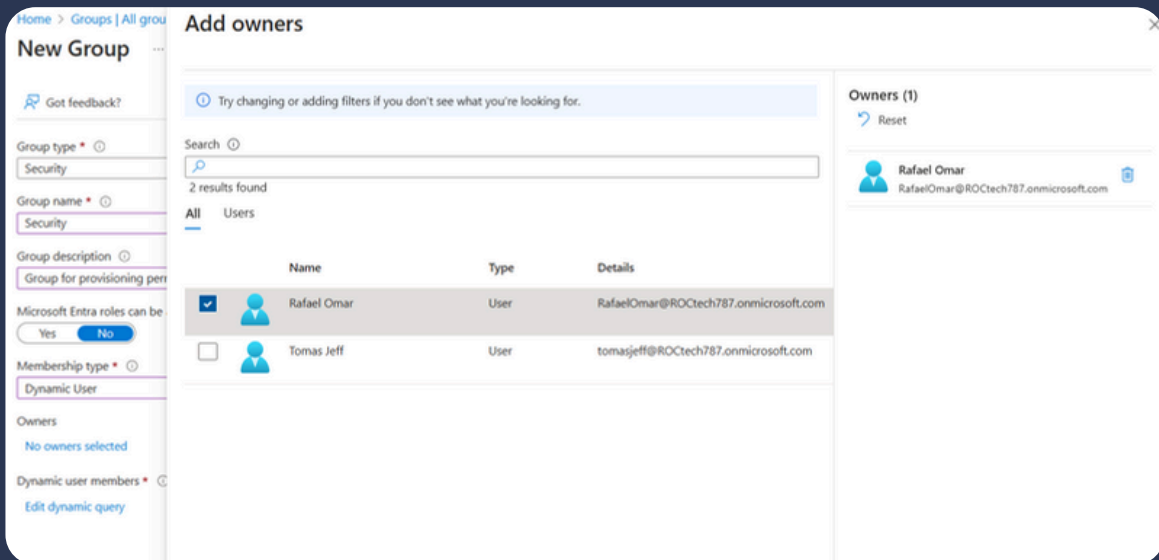 Home > Groups | All grou
New Group ...
Got feedback?
Group type *
Security
Group name *
Security
Group description
Group for provisioning per
Microsoft Entra roles can be
Yes No
Membership type *
Dynamic User
Owners
No owners selected
Dynamic user members *
Edit dynamic query
Add owners
Try changing or adding filters if you don't see what you're looking for.
Search
2 results found
All Users
Name Type Details
Rafael Omar User RafaelOmar@ROCtech787.onmicrosoft.com
Tomas Jeff User tomasjeff@ROCtech787.onmicrosoft.com
Owners (1)
Reset
Rafael Omar
RafaelOmar@ROCtech787.onmicrosoft.com